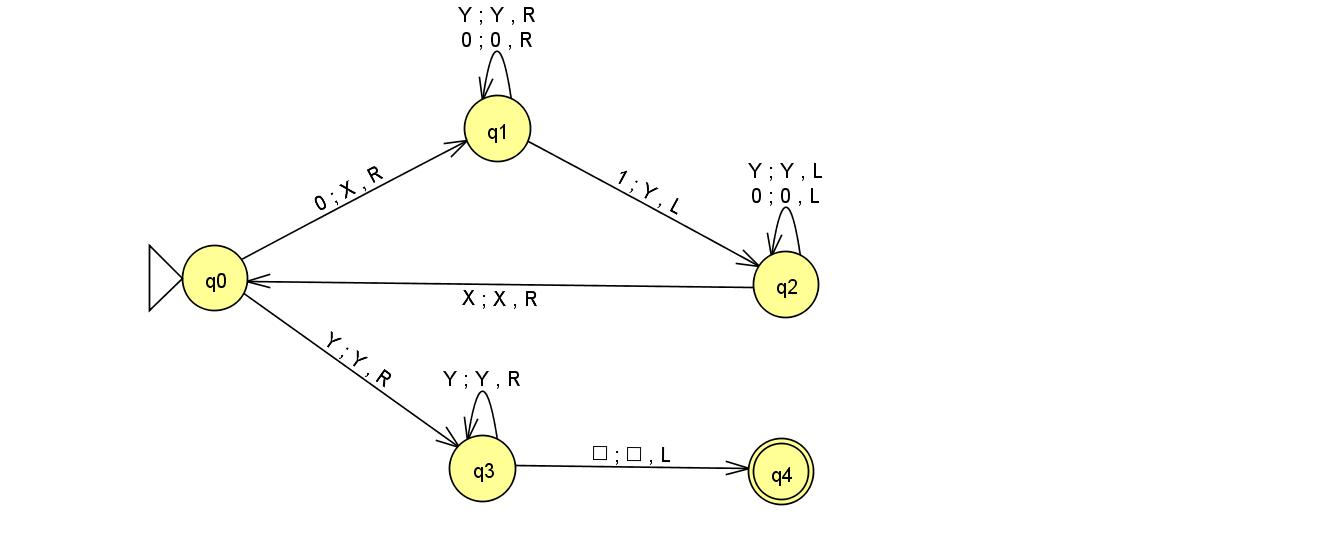 Y ; Y , R
0 ; 0 , R
q1
0 ; X , R
1 ; Y , L
Y ; Y , L
0 ; 0 , L
q0
q2
X ; X , R
Y ; Y , R
Y ; Y , R
q3
□ ; □ , L
q4